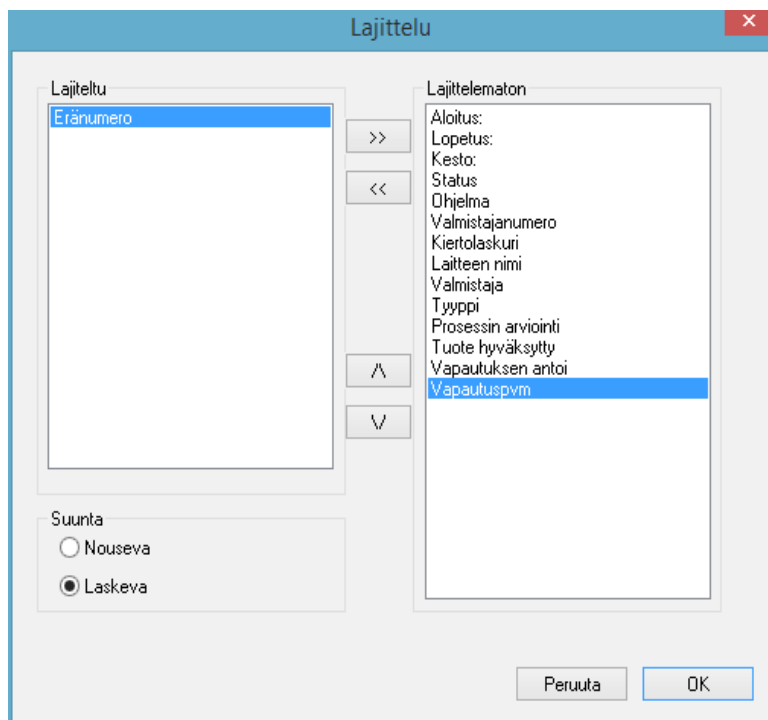 Lajittelu
Lajiteltu
Eränumero
>>
<<
/\
\/
Lajittelematon
Aloitus:
Lopetus:
Kesto:
Status
Ohjelma
Valmistajanumero
Kiertolaskuri
Laitteen nimi
Valmistaja
Tyyppi
Prosessin arviointi
Tuote hyväksytty
Vapautuksen antoi
Vapautuspvm
Suunta
Nouseva
Laskeva
Peruuta
OK